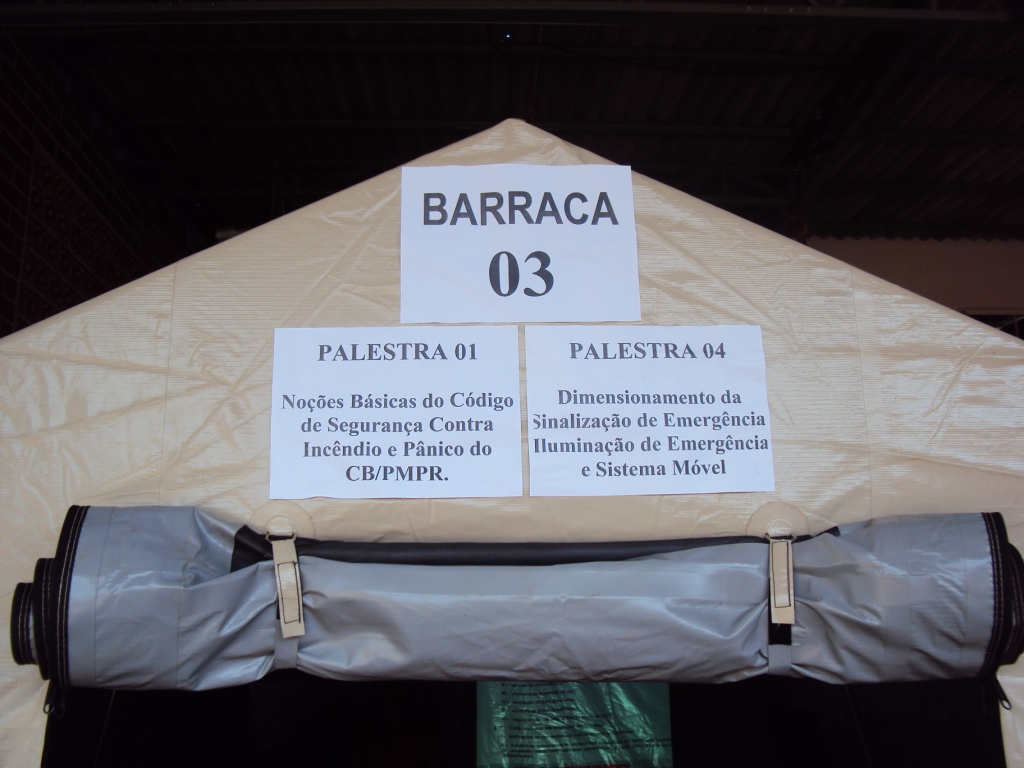 BARRACA
03
PALESTRA 01
Noções Básicas do Código
de Segurança Contra
Incêndio e Pânico do
CB/PMPR.
PALESTRA 04
Dimensionamento da
Sinalização de Emergência
Iluminação de Emergência
e Sistema Móvel